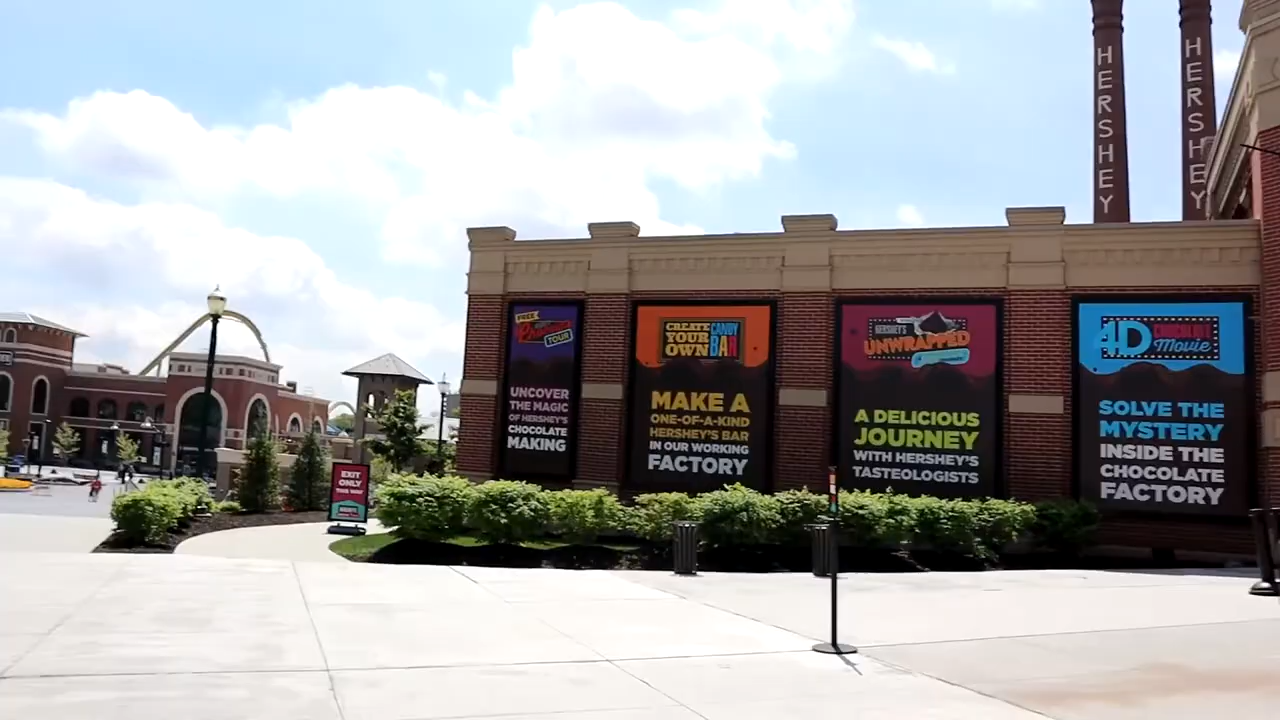 HERSHEY
HERSHEY
FREE
TOUR
UNCOVER
THE MAGIC
OF HERSHEY'S
CHOCOLATE
MAKING
CREATE
YOUR
OWN
CANDY
BAR
MAKE A
ONE-OF-A-KIND
HERSHEY'S BAR
IN OUR WORKING
FACTORY
HERSHEY'S
UNWRAPPED
A DELICIOUS
JOURNEY
WITH HERSHEY'S
TASTEOLOGISTS
4D
CHOCOLATE
Movie
SOLVE THE
MYSTERY
INSIDE THE
CHOCOLATE
FACTORY
EXIT
ONLY
THIS WAY